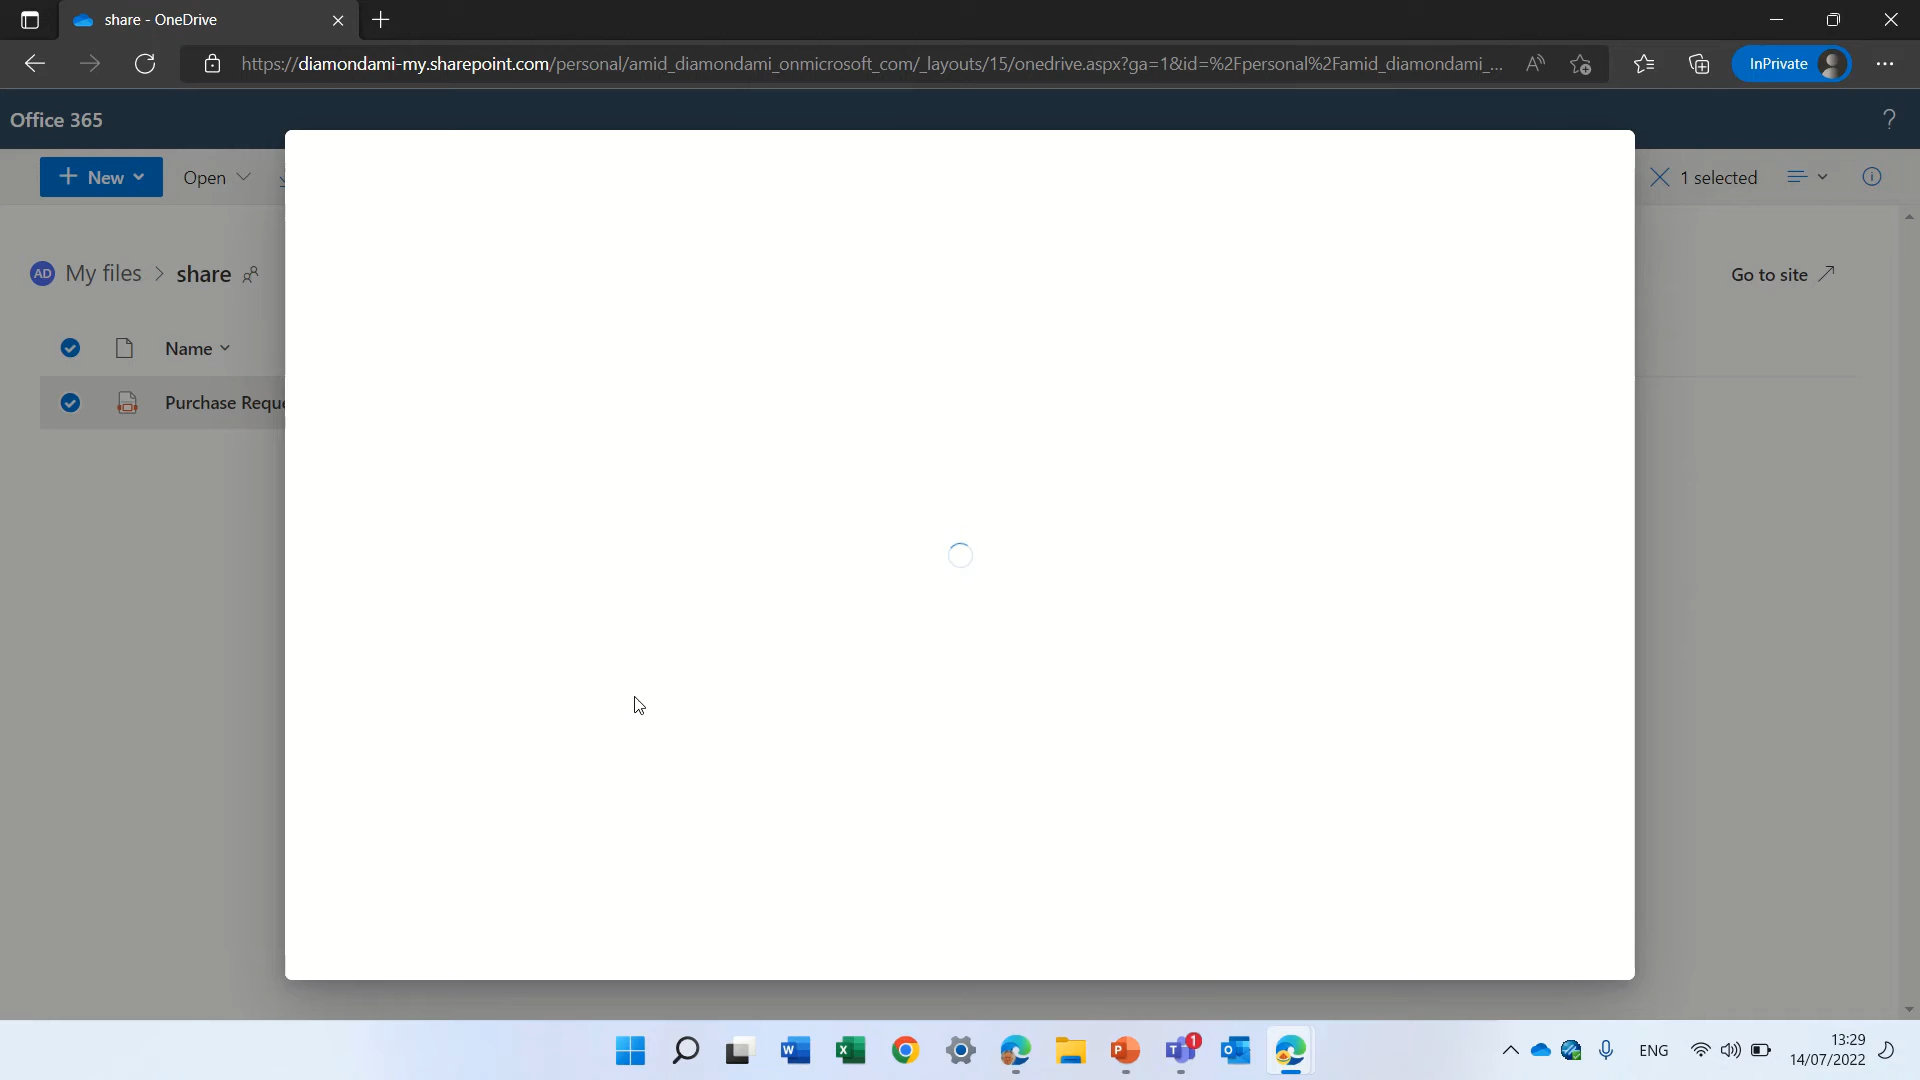 share - OneDrive
https://diamondami-my.sharepoint.com/personal/amid_diamondami_onmicrosoft_com/_layouts/15/onedrive.aspx?ga=1&id=%2Fpersonal%2Famid_diamondami_...
InPrivate
Office 365
?
New
Open
1 selected
AD My files > share
Go to site
Name
Purchase Reque
1
ENG
13:29
14/07/2022